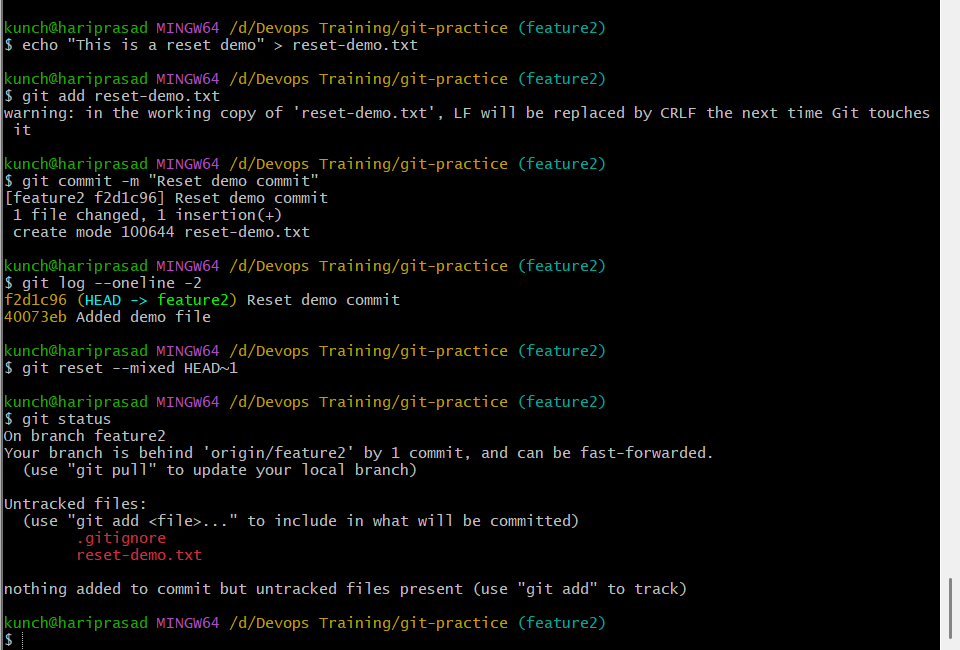 kunch@hariprasad MINGW64 /d/Devops Training/git-practice (feature2)
$ echo "This is a reset demo" > reset-demo.txt
kunch@hariprasad MINGW64 /d/Devops Training/git-practice (feature2)
$ git add reset-demo.txt
warning: in the working copy of 'reset-demo.txt', LF will be replaced by CRLF the next time Git touches
 it
kunch@hariprasad MINGW64 /d/Devops Training/git-practice (feature2)
$ git commit -m "Reset demo commit"
[feature2 f2d1c96] Reset demo commit
 1 file changed, 1 insertion(+)
 create mode 100644 reset-demo.txt
kunch@hariprasad MINGW64 /d/Devops Training/git-practice (feature2)
$ git log --oneline -2
f2d1c96 (HEAD -> feature2) Reset demo commit
40073eb Added demo file
kunch@hariprasad MINGW64 /d/Devops Training/git-practice (feature2)
$ git reset --mixed HEAD~1
kunch@hariprasad MINGW64 /d/Devops Training/git-practice (feature2)
$ git status
On branch feature2
Your branch is behind 'origin/feature2' by 1 commit, and can be fast-forwarded.
  (use "git pull" to update your local branch)
Untracked files:
  (use "git add <file>..." to include in what will be committed)
        .gitignore
        reset-demo.txt
nothing added to commit but untracked files present (use "git add" to track)
kunch@hariprasad MINGW64 /d/Devops Training/git-practice (feature2)
$